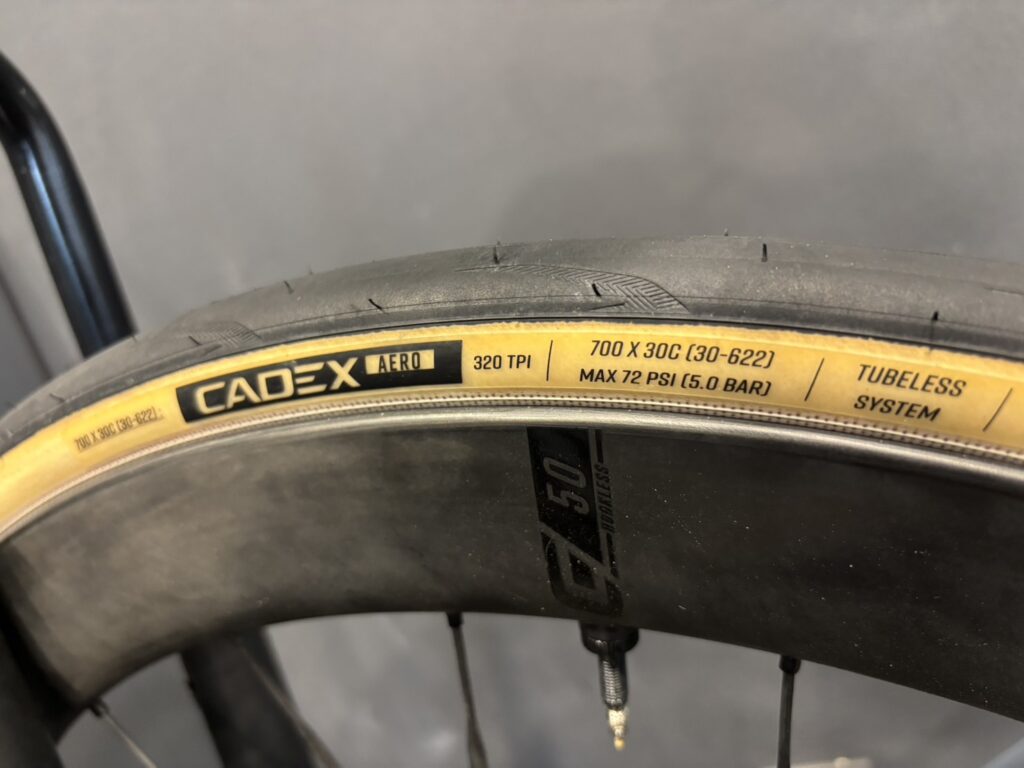 700 X 30C (30-622)
CADEX AERO
320 TPI
700 X 30C (30-622)
MAX 72 PSI (5.0 BAR)
TUBELESS
SYSTEM
50
HOOKLESS